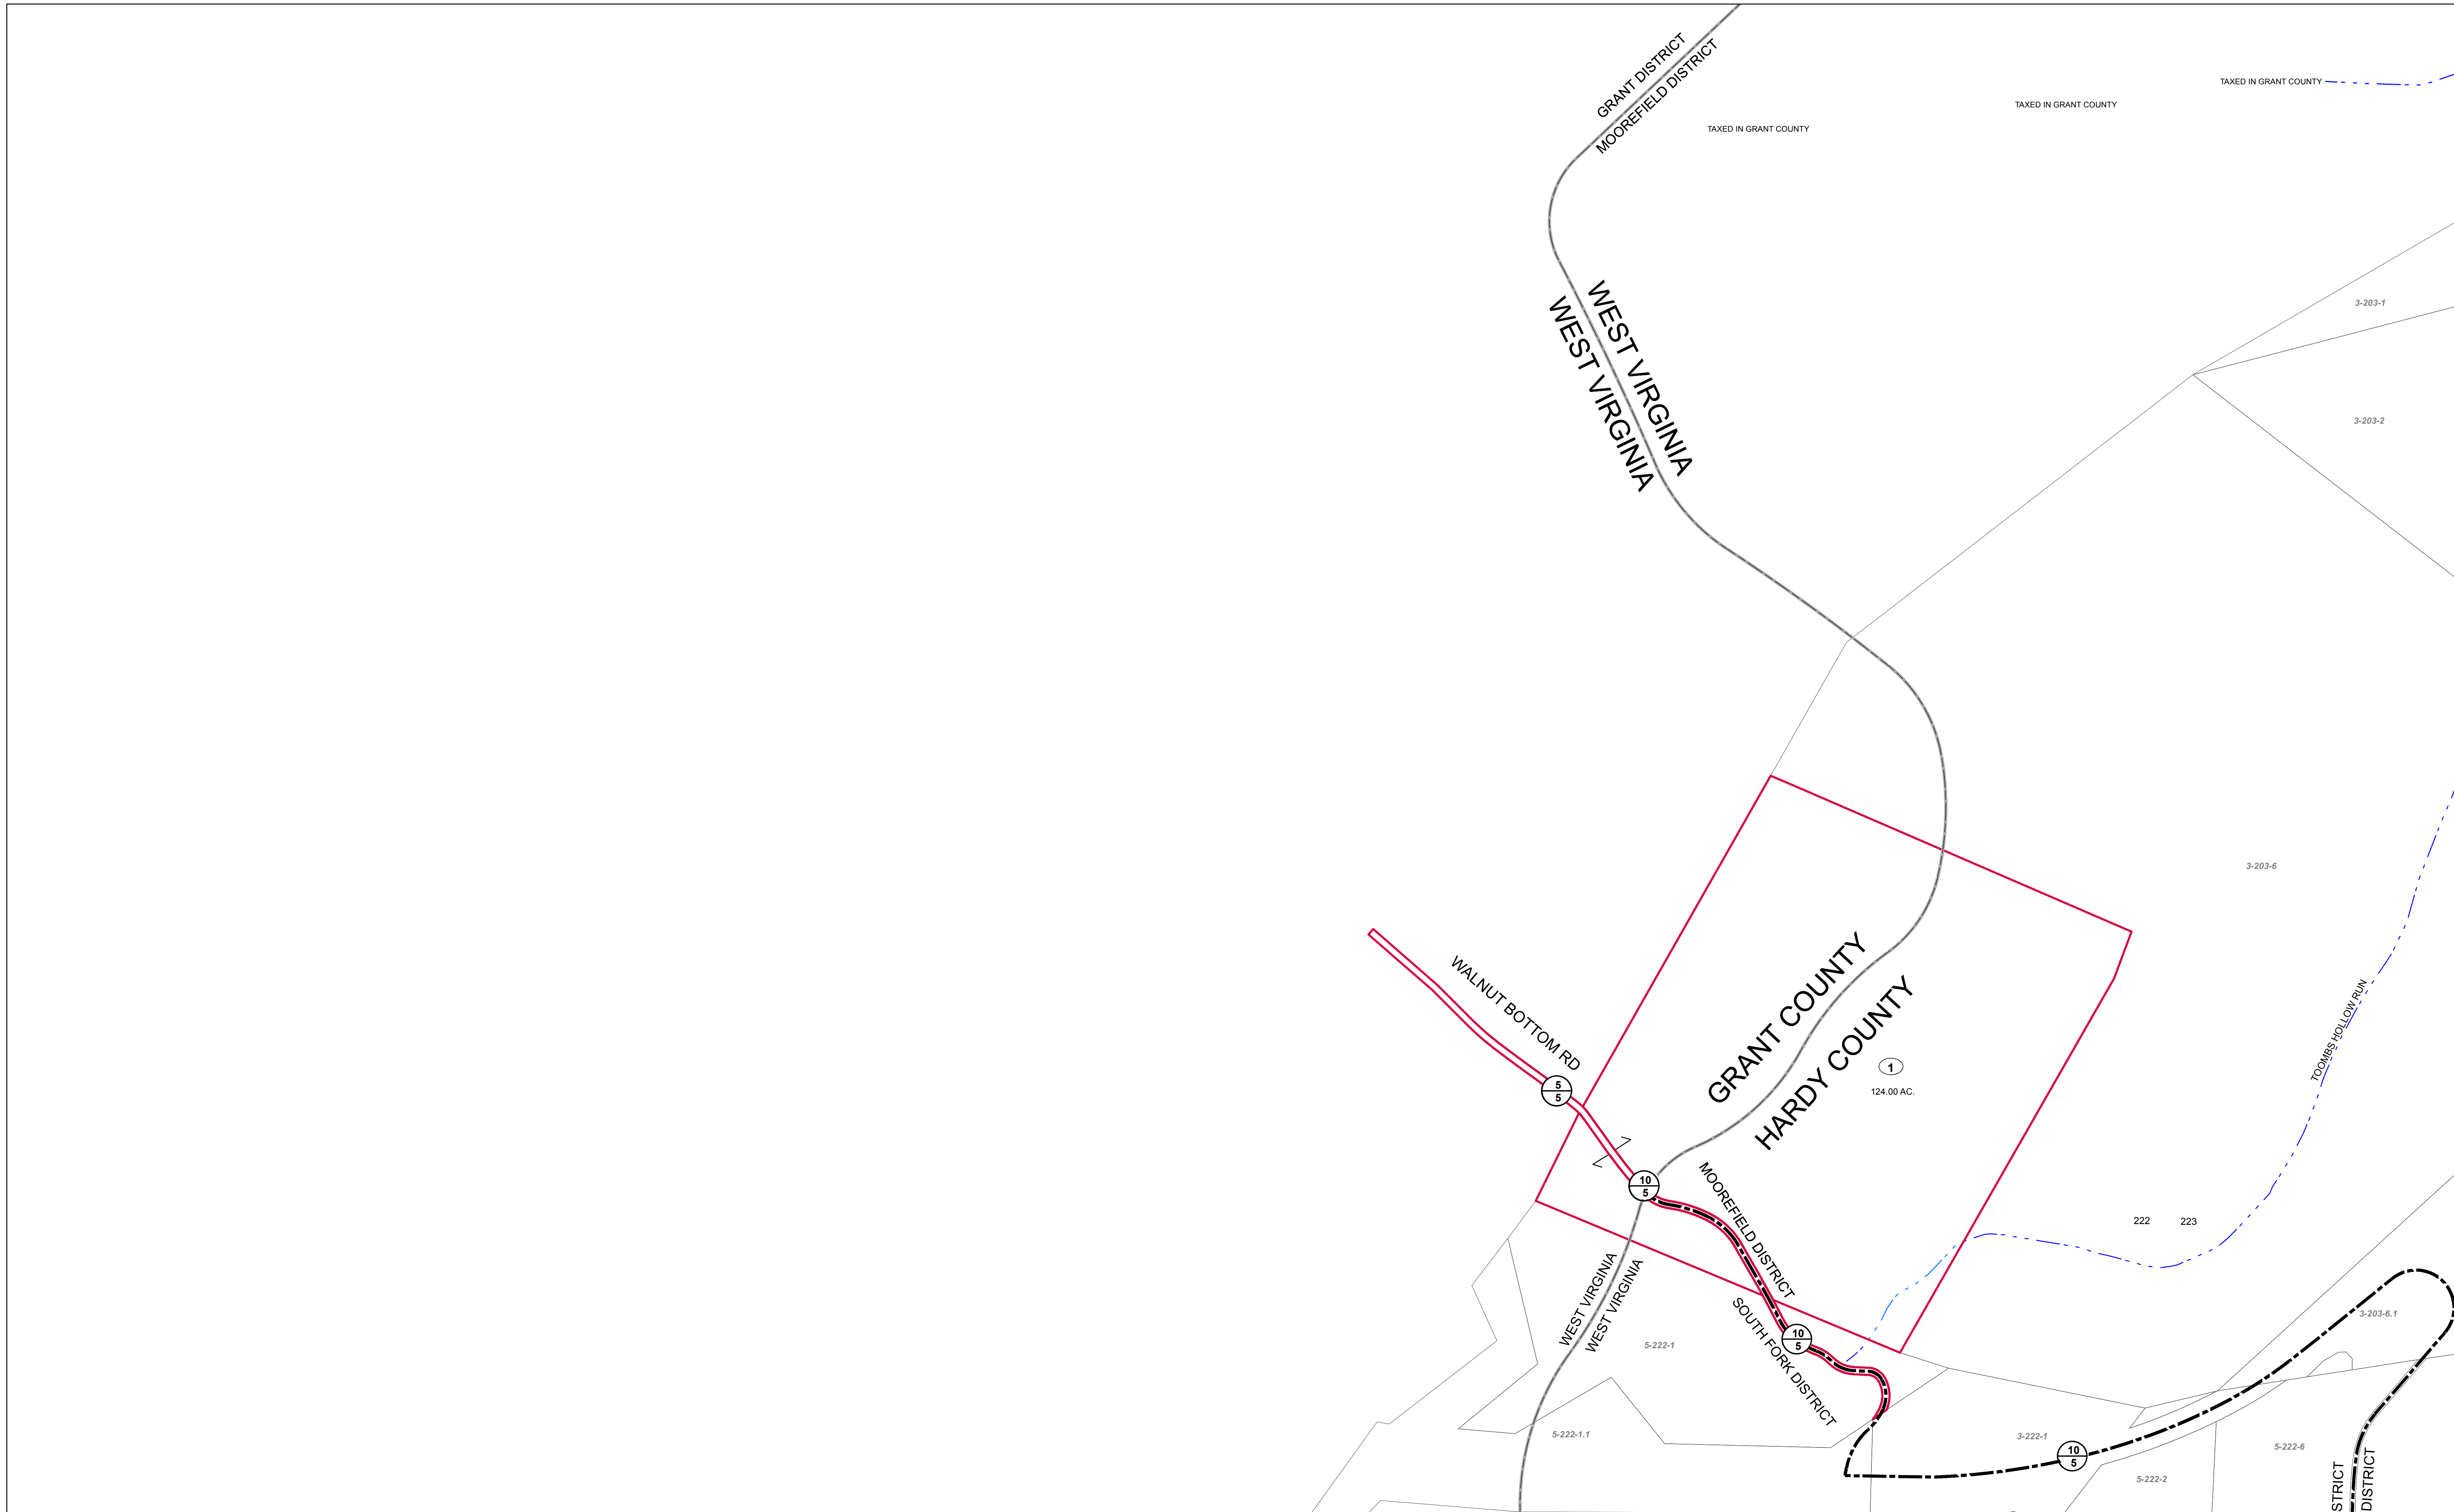 GRANT DISTRICT
MOOREFIELD DISTRICT
TAXED IN GRANT COUNTY
TAXED IN GRANT COUNTY
TAXED IN GRANT COUNTY
WEST VIRGINIA
WEST VIRGINIA
3-203-1
3-203-2
3-203-6
WALNUT BOTTOM RD
GRANT COUNTY
HARDY COUNTY
1
124.00 AC.
TOOMBS HOLLOW RUN
5
5
10
5
MOOREFIELD DISTRICT
SOUTH FORK DISTRICT
222
223
WEST VIRGINIA
WEST VIRGINIA
10
5
3-203-6.1
5-222-1
5-222-1.1
3-222-1
10
5
5-222-6
5-222-2
STRICT
DISTRICT